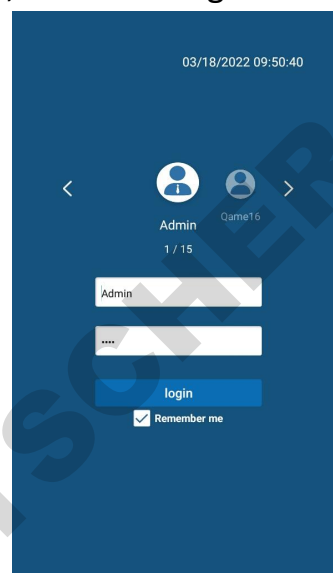 03/18/2022 09:50:40
Admin
Qame16
1 / 15
Admin
••••
login
Remember me